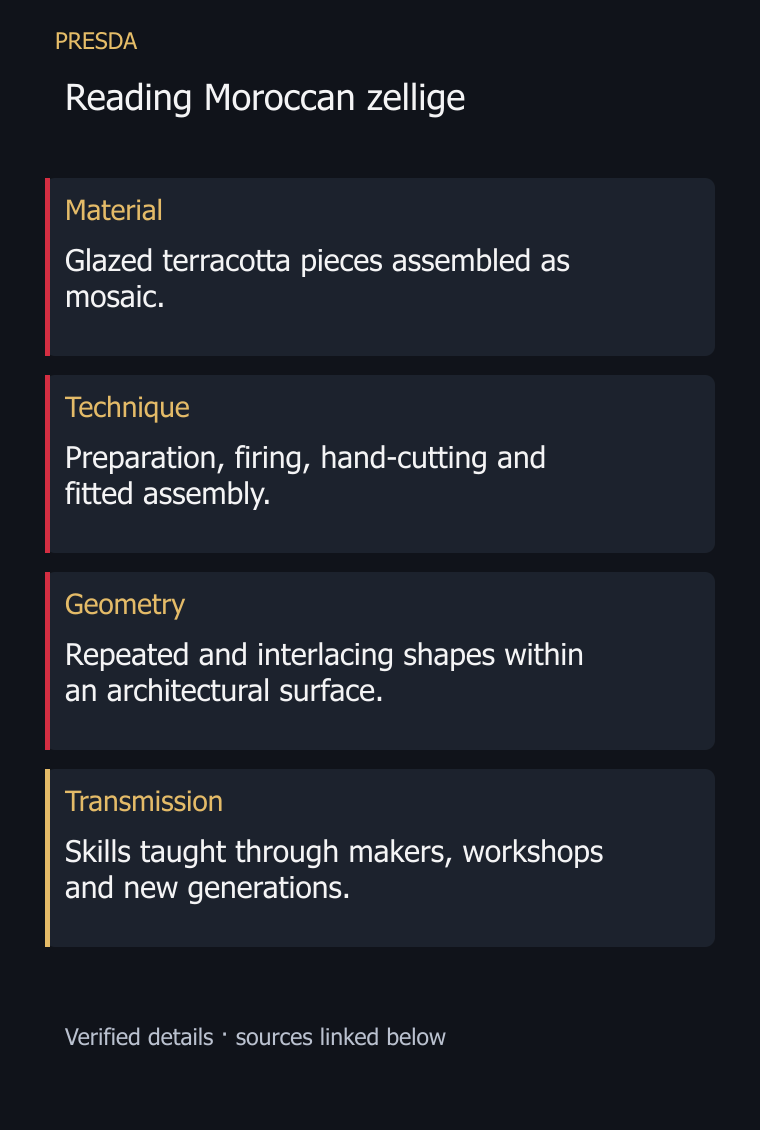 PRESDA
Reading Moroccan zellige
Material
Glazed terracotta pieces assembled as
mosaic.
Technique
Preparation, firing, hand-cutting and
fitted assembly.
Geometry
Repeated and interlacing shapes within
an architectural surface.
Transmission
Skills taught through makers, workshops
and new generations.
Verified details · sources linked below